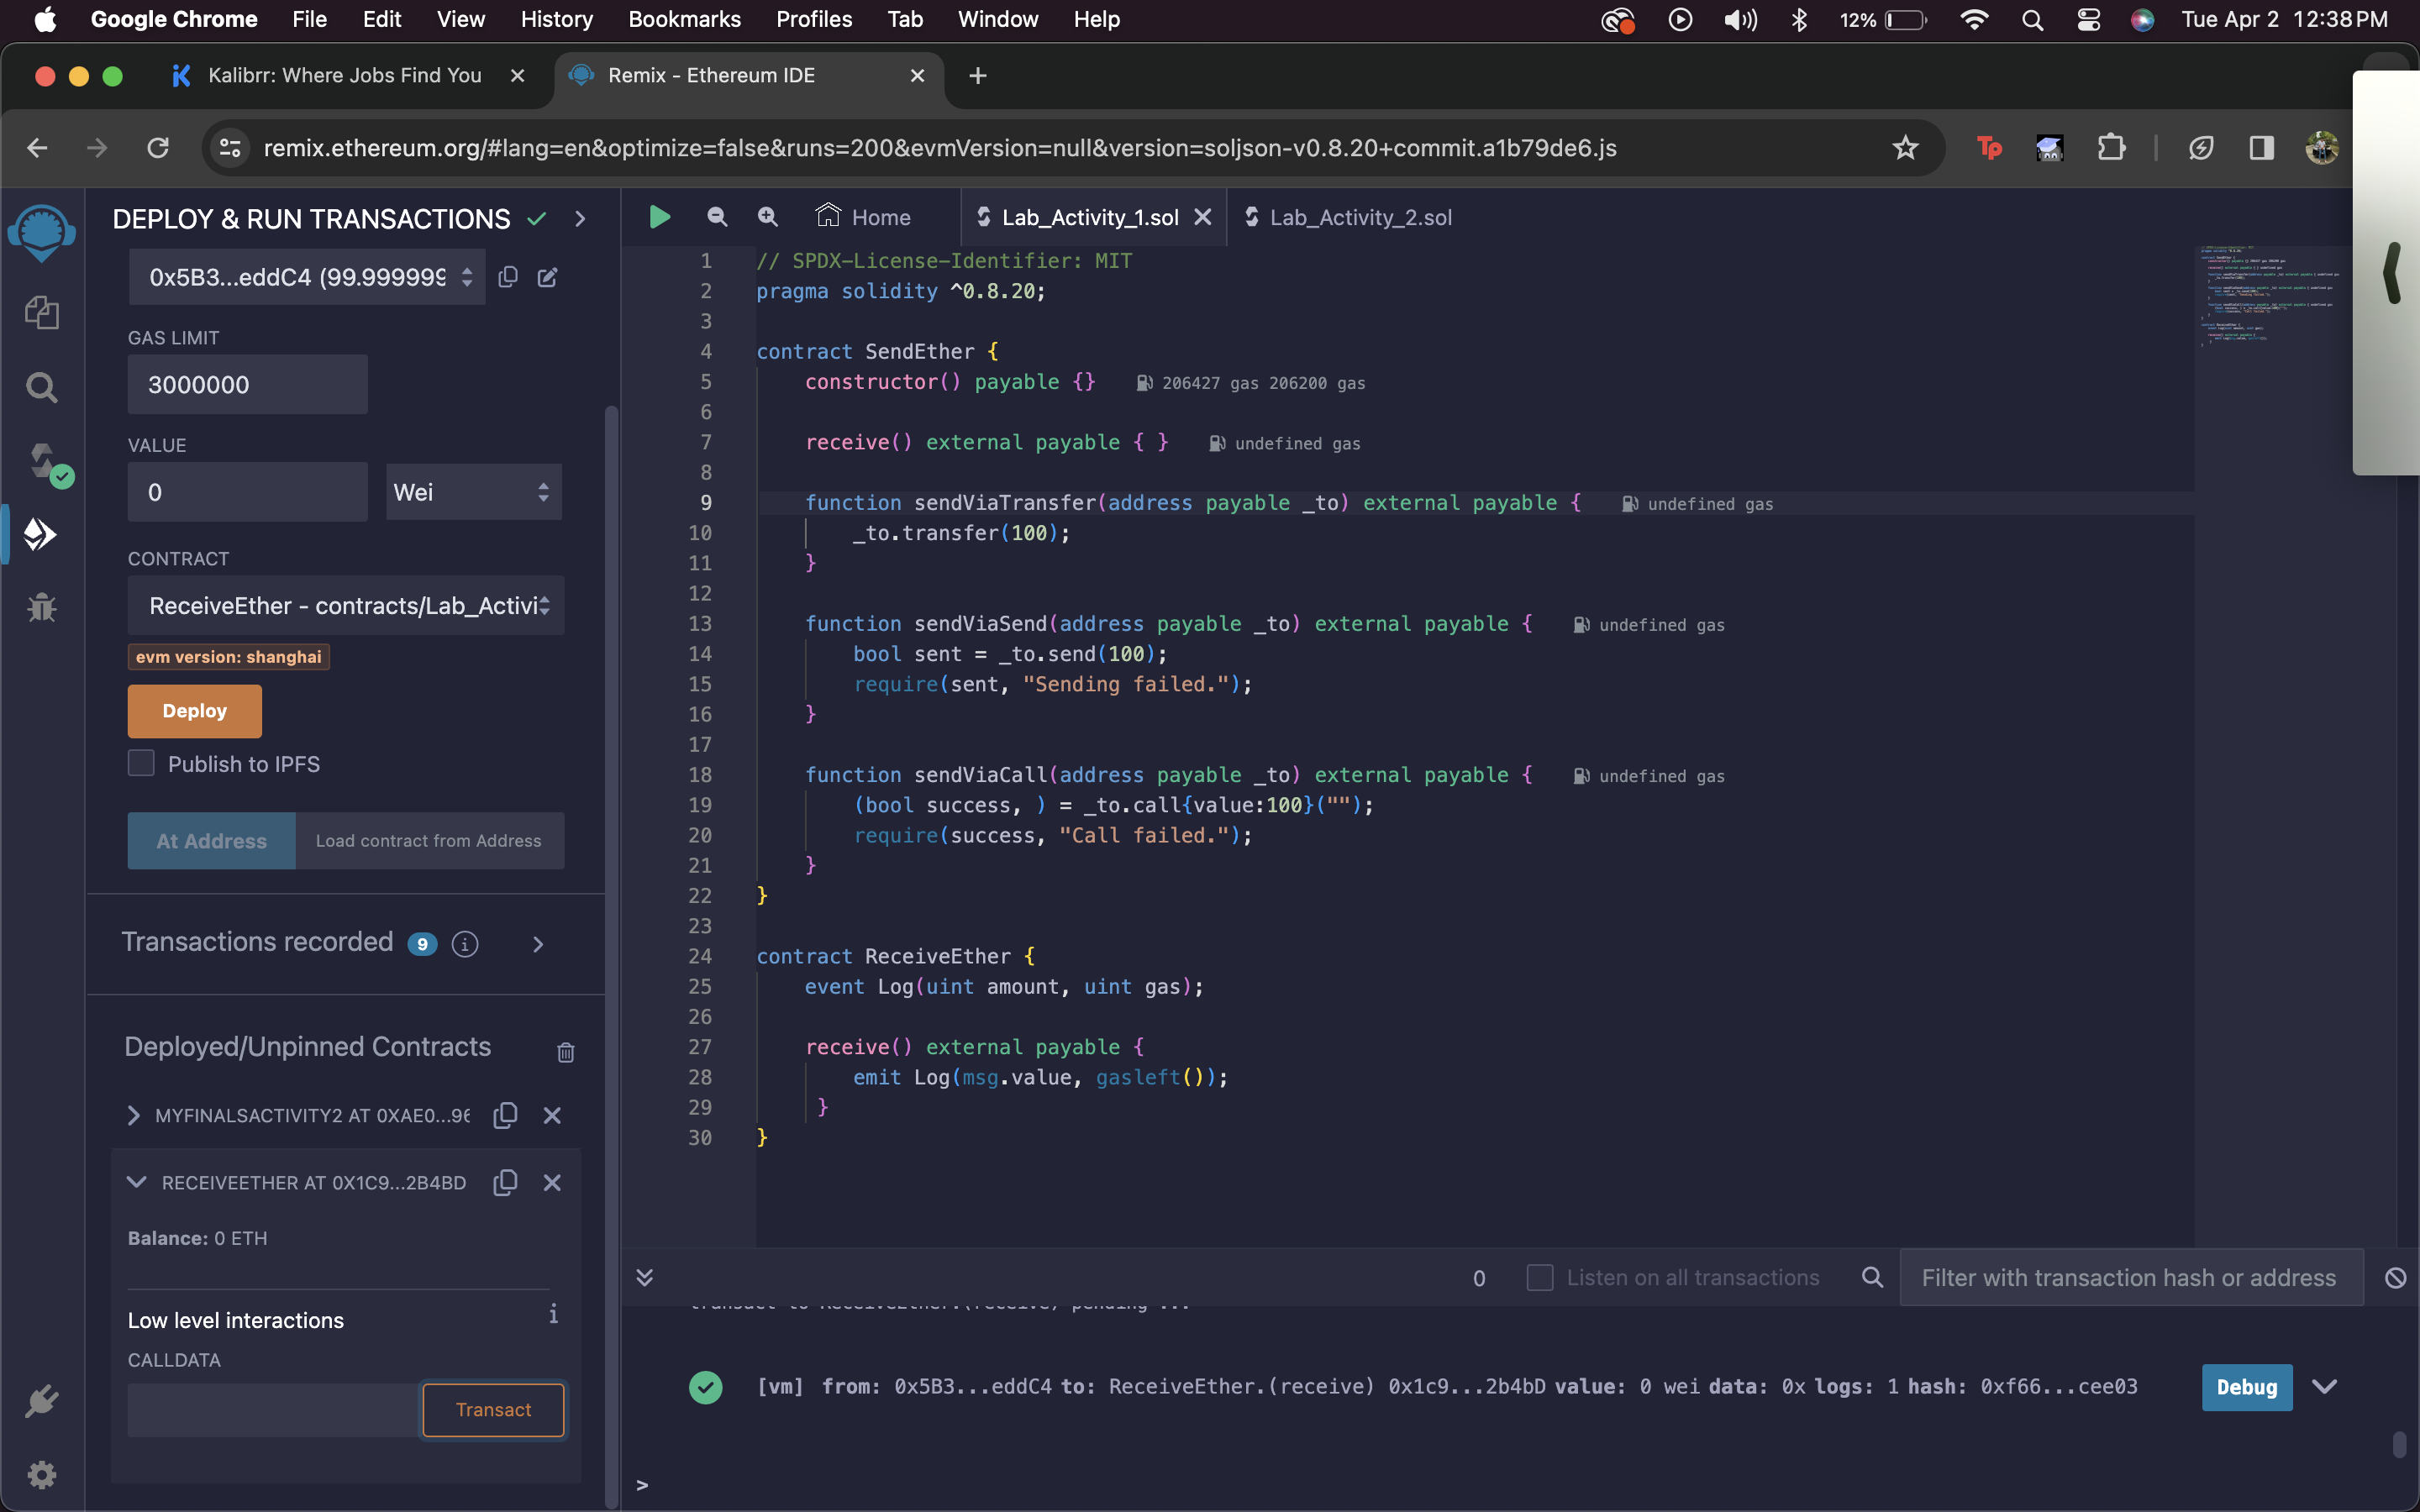 Google Chrome File Edit View History Bookmarks Profiles Tab Window Help 12% Tue Apr 2 12:38 PM
Kalibrr: Where Jobs Find You Remix - Ethereum IDE
remix.ethereum.org/#lang=en&optimize=false&runs=200&evmVersion=null&version=soljson-v0.8.20+commit.a1b79de6.js
Tp
DEPLOY & RUN TRANSACTIONS
0x5B3...eddC4 (99.999999
GAS LIMIT
3000000
VALUE
0 Wei
CONTRACT
ReceiveEther - contracts/Lab_Activi
evm version: shanghai
Deploy
Publish to IPFS
At Address Load contract from Address
Transactions recorded 9 i
Deployed/Unpinned Contracts
MYFINALSACTIVITY2 AT 0XAE0...96
RECEIVEETHER AT 0X1C9...2B4BD
Balance: 0 ETH
Low level interactions i
CALLDATA
Transact
Home Lab_Activity_1.sol Lab_Activity_2.sol
1 // SPDX-License-Identifier: MIT
2 pragma solidity ^0.8.20;
3
4 contract SendEther {
5 constructor() payable {} 206427 gas 206200 gas
6
7 receive() external payable { } undefined gas
8
9 function sendViaTransfer(address payable _to) external payable { undefined gas
10 _to.transfer(100);
11 }
12
13 function sendViaSend(address payable _to) external payable { undefined gas
14 bool sent = _to.send(100);
15 require(sent, "Sending failed.");
16 }
17
18 function sendViaCall(address payable _to) external payable { undefined gas
19 (bool success, ) = _to.call{value:100}("");
20 require(success, "Call failed.");
21 }
22 }
23
24 contract ReceiveEther {
25 event Log(uint amount, uint gas);
26
27 receive() external payable {
28 emit Log(msg.value, gasleft());
29 }
30 }
0 Listen on all transactions Filter with transaction hash or address
transact to ReceiveEther.(receive) pending ...
[vm] from: 0x5B3...eddC4 to: ReceiveEther.(receive) 0x1c9...2b4bD value: 0 wei data: 0x logs: 1 hash: 0xf66...cee03 Debug
>